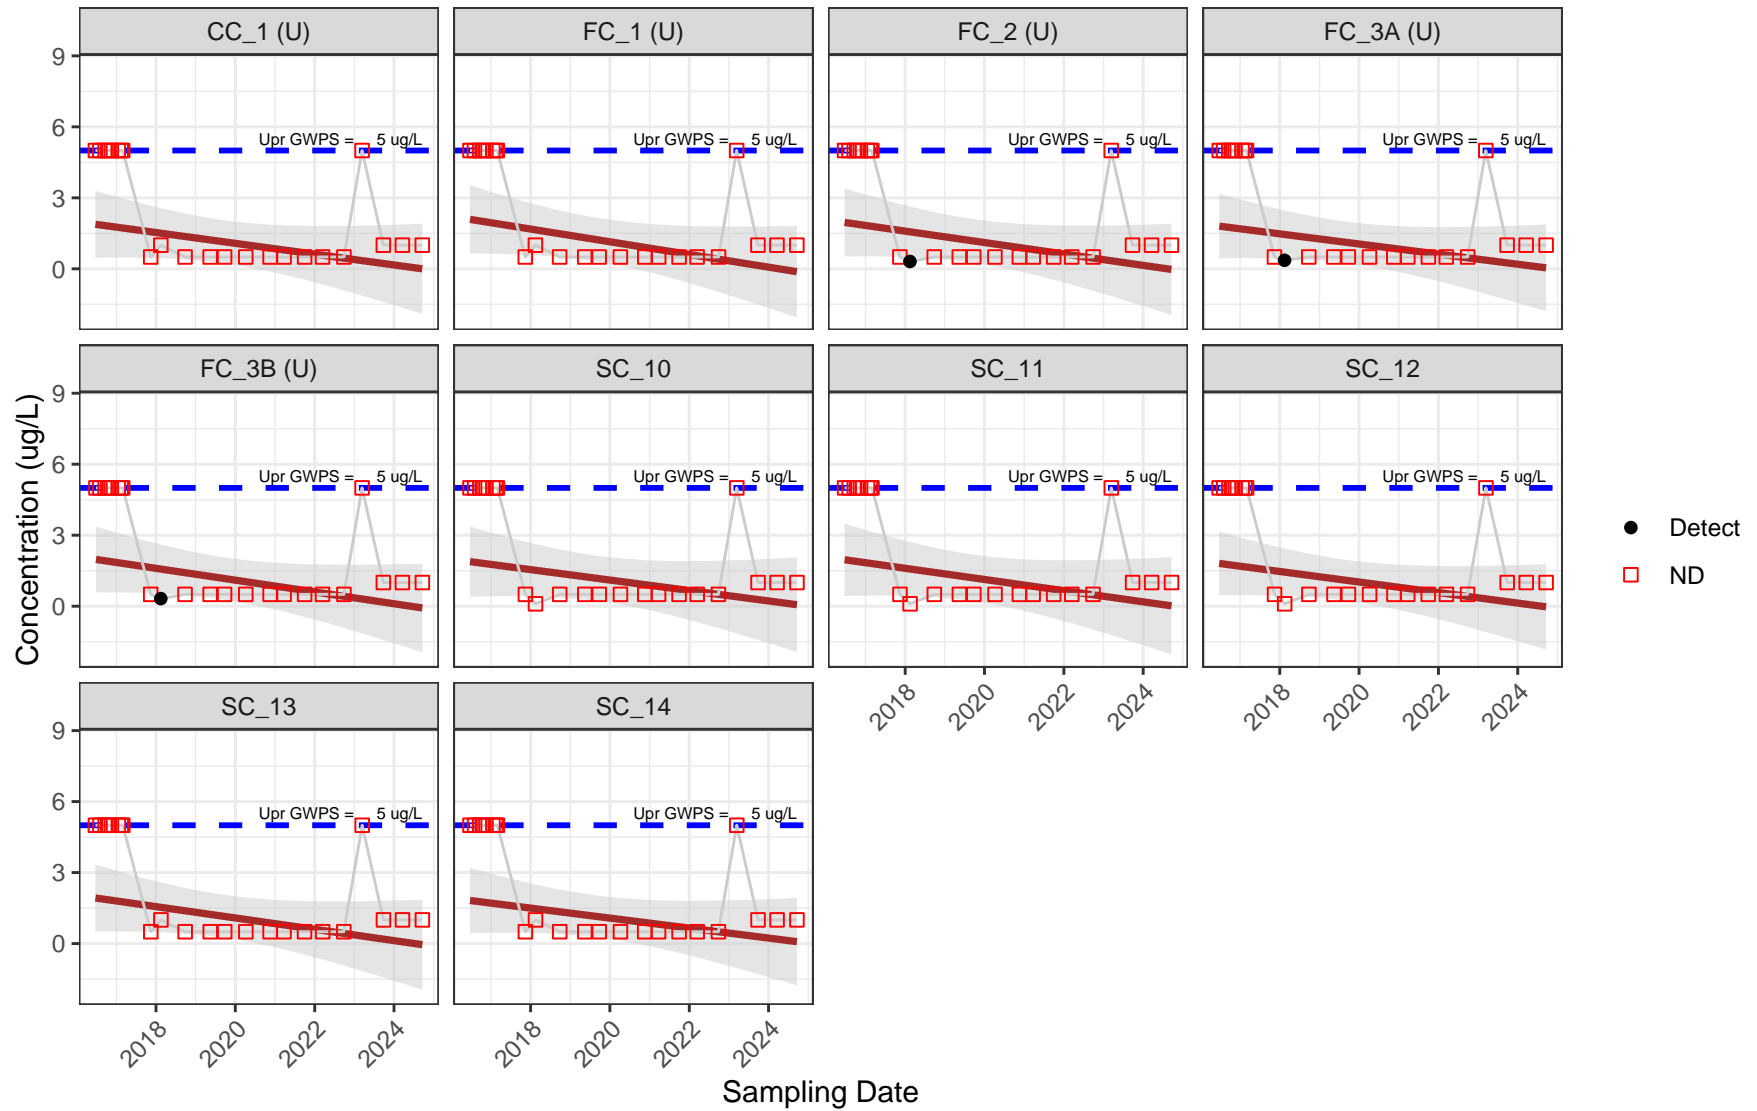 CC_1 (U)
FC_1 (U)
FC_2 (U)
FC_3A (U)
9
6
3
0
Upr GWPS = 5 ug/L
Upr GWPS = 5 ug/L
Upr GWPS = 5 ug/L
Upr GWPS = 5 ug/L
FC_3B (U)
SC_10
SC_11
SC_12
9
6
3
0
Upr GWPS = 5 ug/L
Upr GWPS = 5 ug/L
Upr GWPS = 5 ug/L
Upr GWPS = 5 ug/L
2018
2020
2022
2024
2018
2020
2022
2024
SC_13
SC_14
9
6
3
0
Upr GWPS = 5 ug/L
Upr GWPS = 5 ug/L
2018
2020
2022
2024
2018
2020
2022
2024
Concentration (ug/L)
Sampling Date
Detect
ND